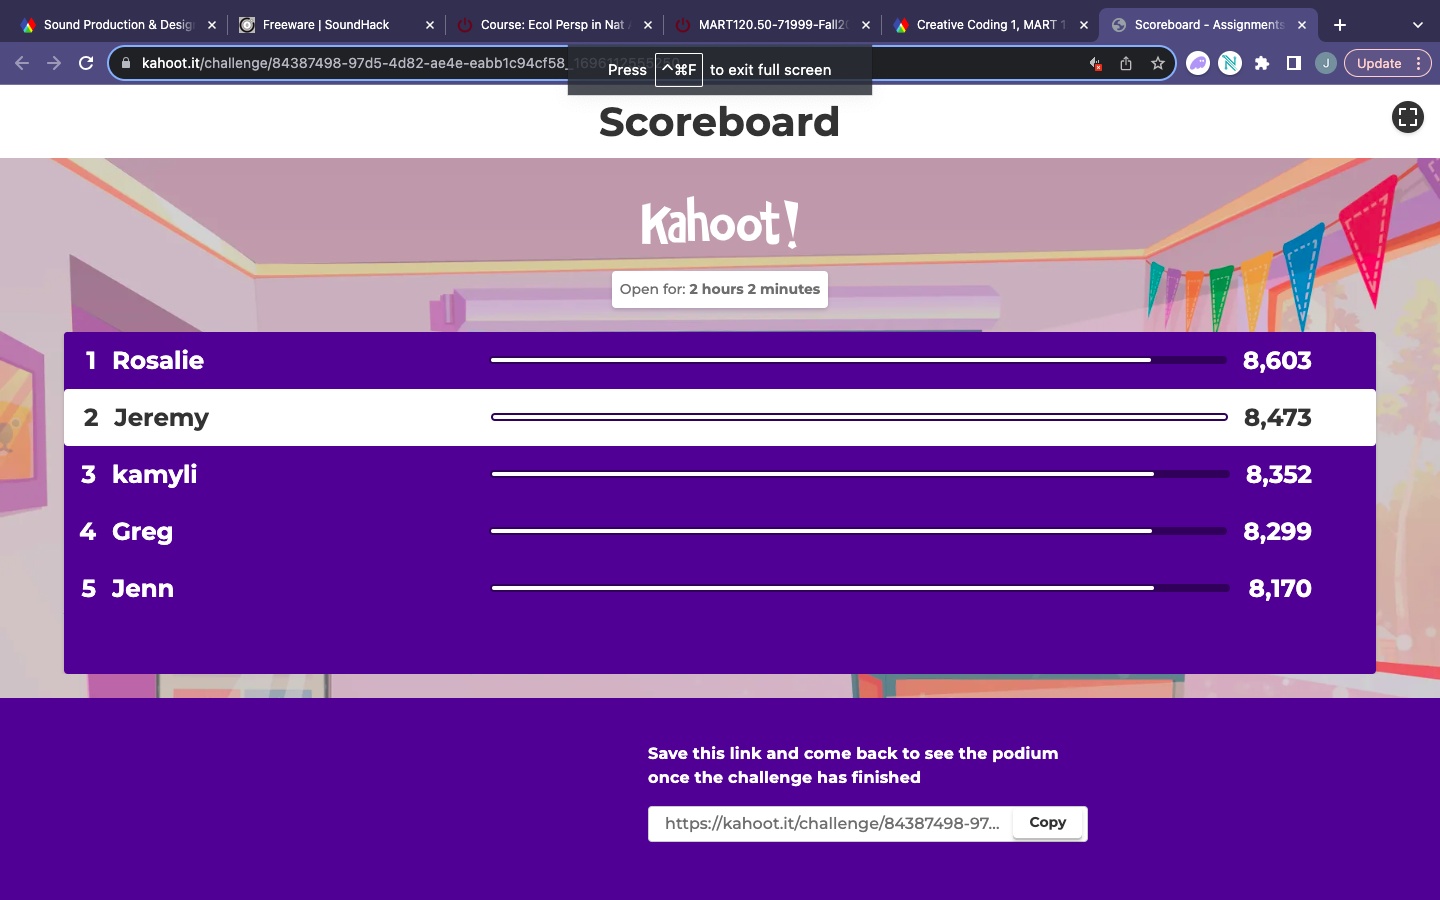 Sound Production & Desig
Freeware | SoundHack
Course: Ecol Persp in Nat
MART120.50-71999-Fall2
Creative Coding 1, MART 1
Scoreboard - Assignments
kahoot.it/challenge/84387498-97d5-4d82-ae4e-eabb1c94cf58_1696112555250
Press ^⌘F to exit full screen
J
Update
Scoreboard
Kahoot!
Open for: 2 hours 2 minutes
1 Rosalie 8,603
2 Jeremy 8,473
3 kamyli 8,352
4 Greg 8,299
5 Jenn 8,170
Save this link and come back to see the podium
once the challenge has finished
https://kahoot.it/challenge/84387498-97... Copy